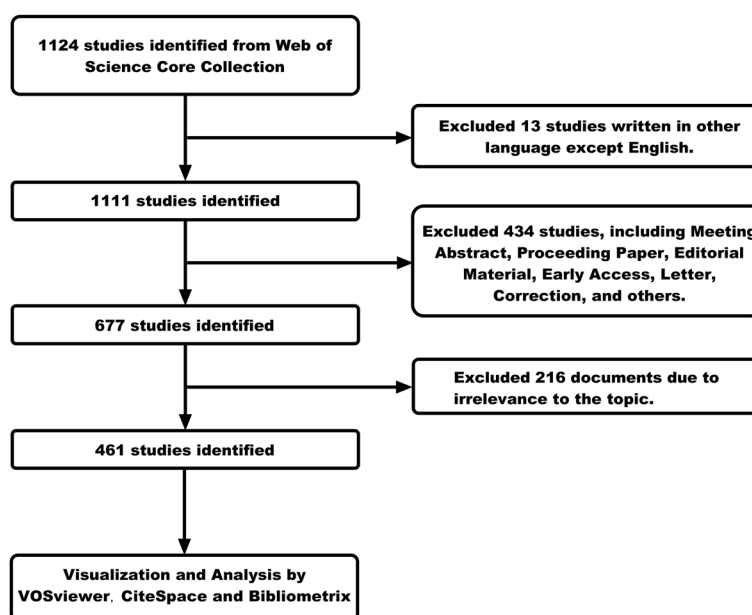 1124 studies identified from Web of
Science Core Collection
Excluded 13 studies written in other
language except English.
1111 studies identified
Excluded 434 studies, including Meeting
Abstract, Proceeding Paper, Editorial
Material, Early Access, Letter,
Correction, and others.
677 studies identified
Excluded 216 documents due to
irrelevance to the topic.
461 studies identified
Visualization and Analysis by
VOSviewer, CiteSpace and Bibliometrix